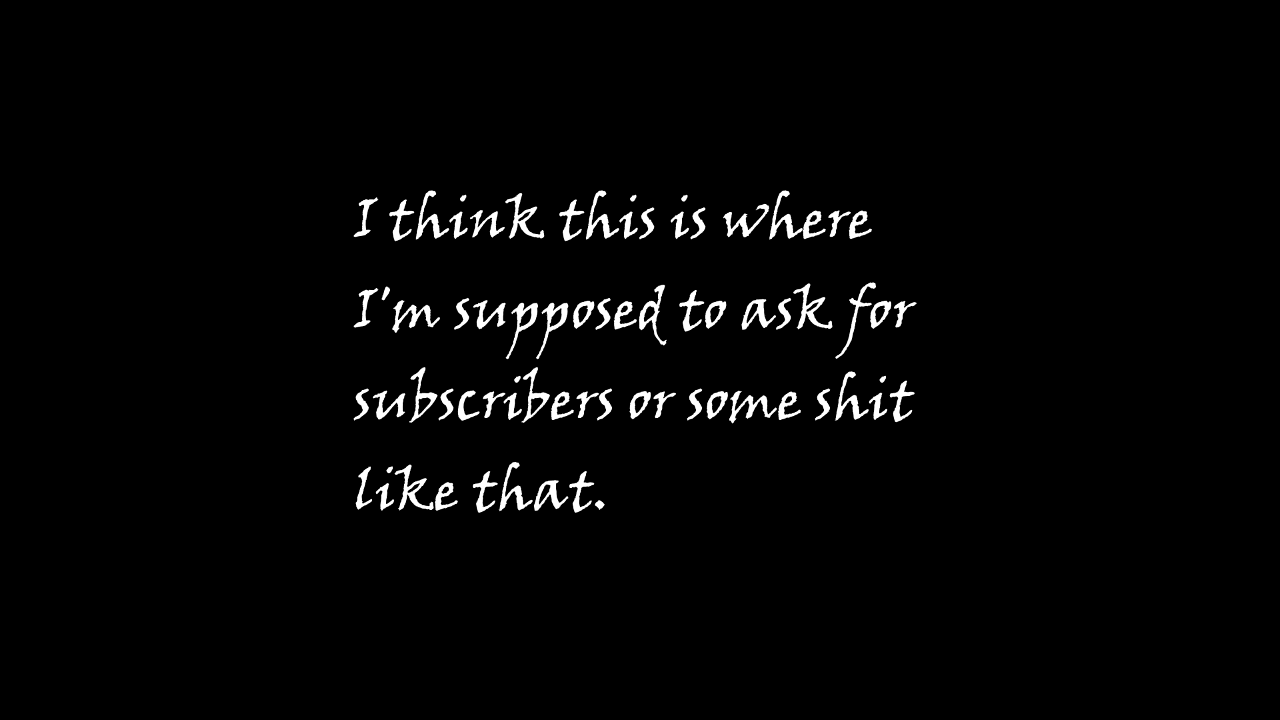 I think this is where
I'm supposed to ask for
subscribers or some shit
like that.